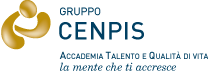 GRUPPO
CENPIS
ACCADEMIA TALENTO E QUALITÀ DI VITA
la mente che ti accresce